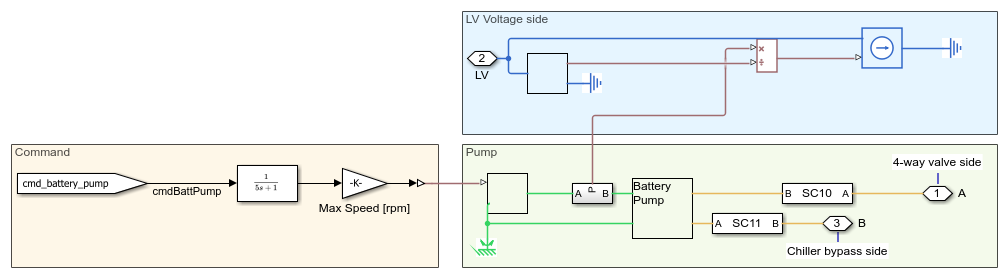 LV Voltage side
2
LV
×
÷
Command
cmd_battery_pump
cmdBattPump
1
5s+1
-K-
Max Speed [rpm]
Pump
A P B
Battery
Pump
B SC10 A
4-way valve side
1 A
A SC11 B
3 B
Chiller bypass side